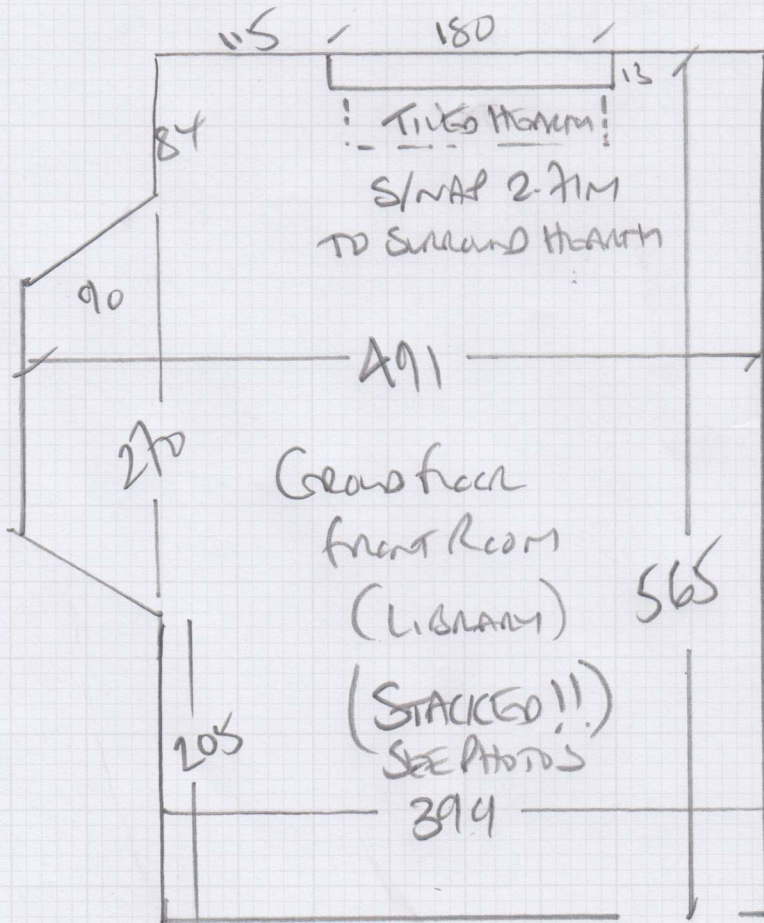 115 180
13
84
TILED HEARTH
S/NAP 2.71M
TO SURROUND HEARTH
90
491
270
GROUND FLOOR
FRONT ROOM
(LIBRARY)
565
(STACKED!!)
SEE PHOTOS
205
394